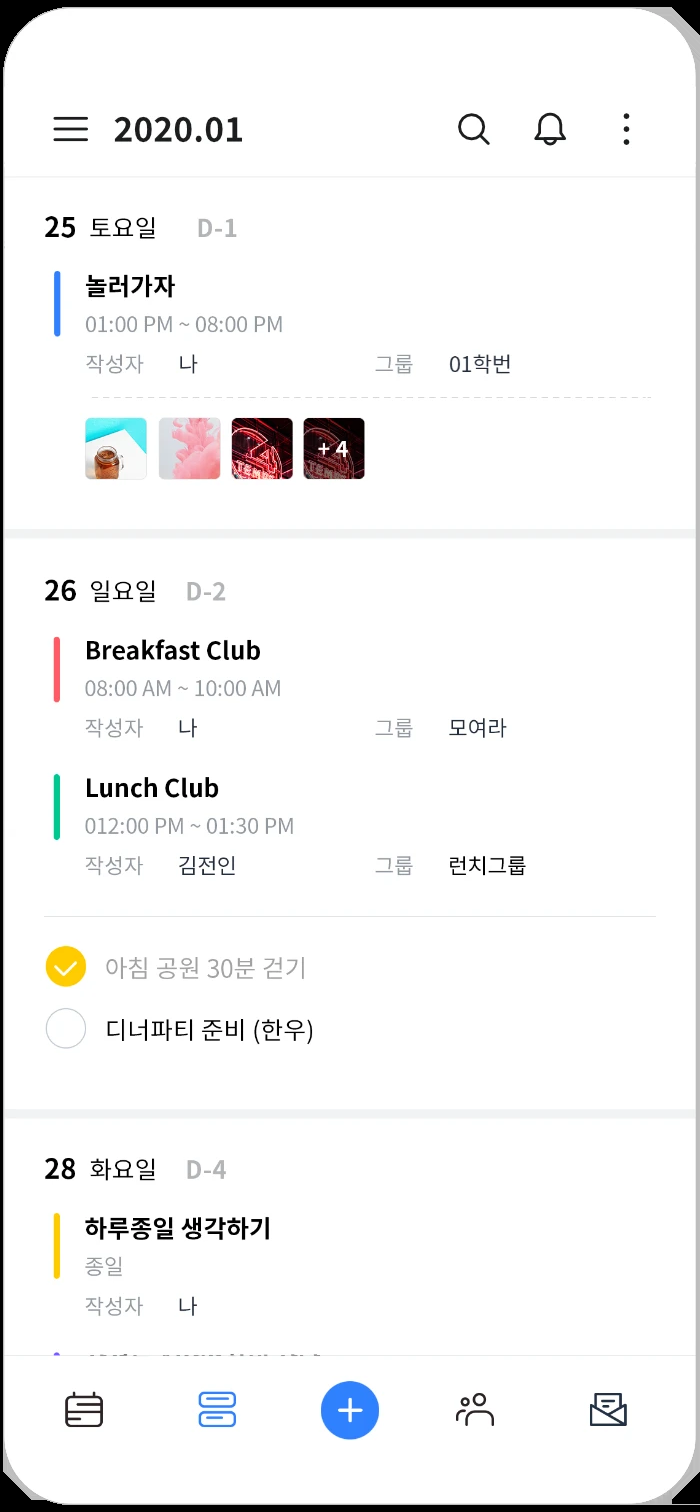 2020.01
25 토요일 D-1
놀러가자
01:00 PM ~ 08:00 PM
작성자 나 그룹 01학번
+ 4
26 일요일 D-2
Breakfast Club
08:00 AM ~ 10:00 AM
작성자 나 그룹 모여라
Lunch Club
012:00 PM ~ 01:30 PM
작성자 김전인 그룹 런치그룹
아침 공원 30분 걷기
디너파티 준비 (한우)
28 화요일 D-4
하루종일 생각하기
종일
작성자 나